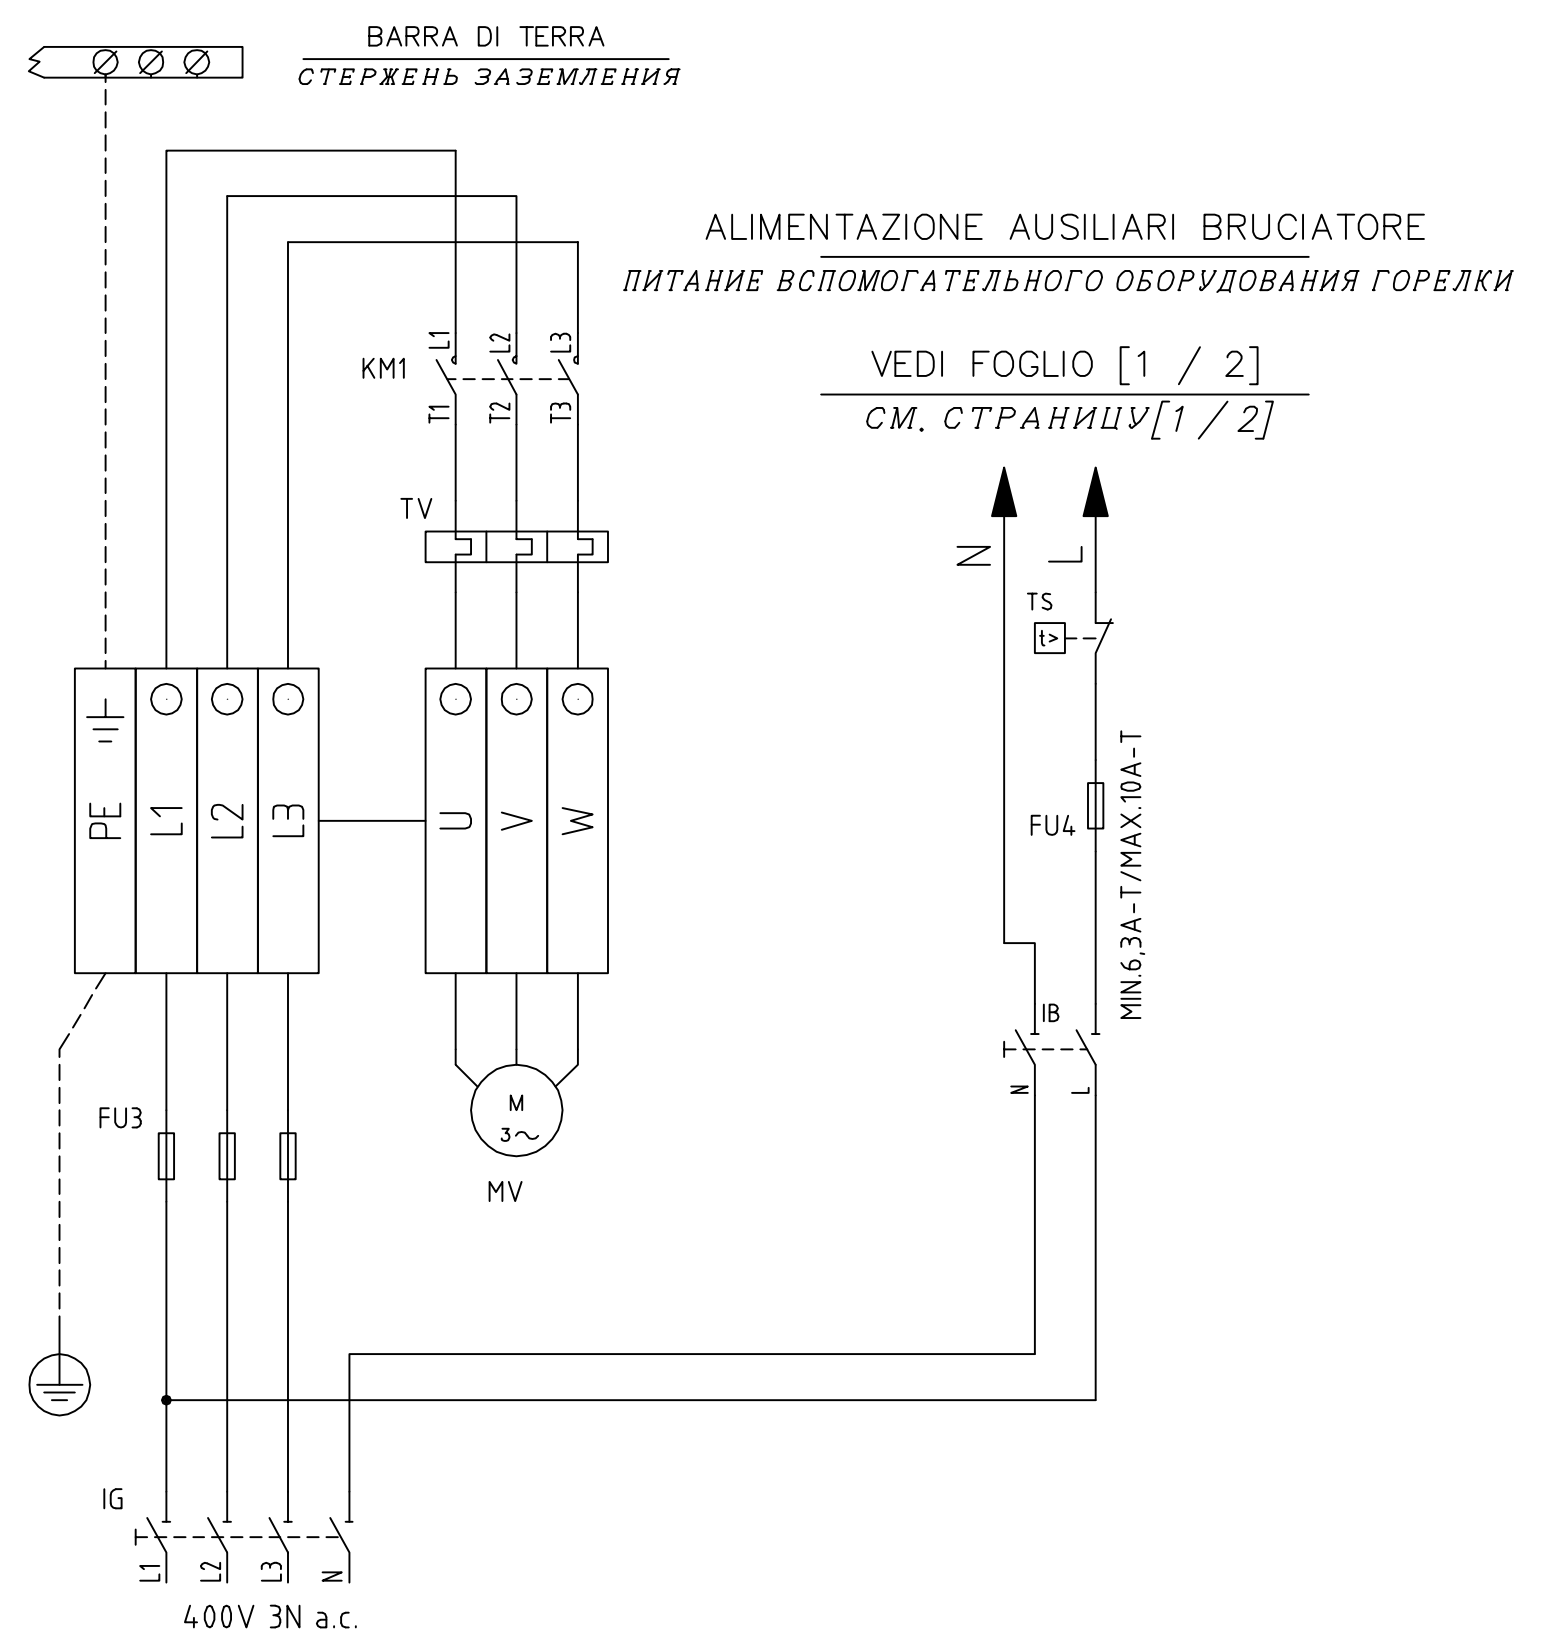 BARRA DI TERRA
СТЕРЖЕНЬ ЗАЗЕМЛЕНИЯ
ALIMENTAZIONE AUSILIARI BRUCIATORE
ПИТАНИЕ ВСПОМОГАТЕЛЬНОГО ОБОРУДОВАНИЯ ГОРЕЛКИ
VEDI FOGLIO [1 / 2]
СМ. СТРАНИЦУ[1 / 2]
KM1
L1
L2
L3
T1
T2
T3
TV
N
L
TS
t>
PE
L1
L2
L3
U
V
W
FU4
MIN.6,3A-T/MAX.10A-T
IB
N
L
FU3
M
3~
MV
IG
L1
L2
L3
N
400V 3N a.c.